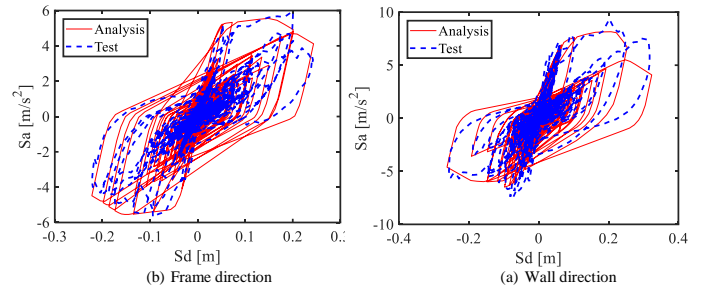 6
4
2
0
-2
-4
-6
Sa [m/s²]
Analysis
Test
-0.3
-0.2
-0.1
0
0.1
0.2
Sd [m]
(b) Frame direction
10
5
0
-5
-10
Sa [m/s²]
Analysis
Test
-0.4
-0.2
0
0.2
0.4
Sd [m]
(a) Wall direction